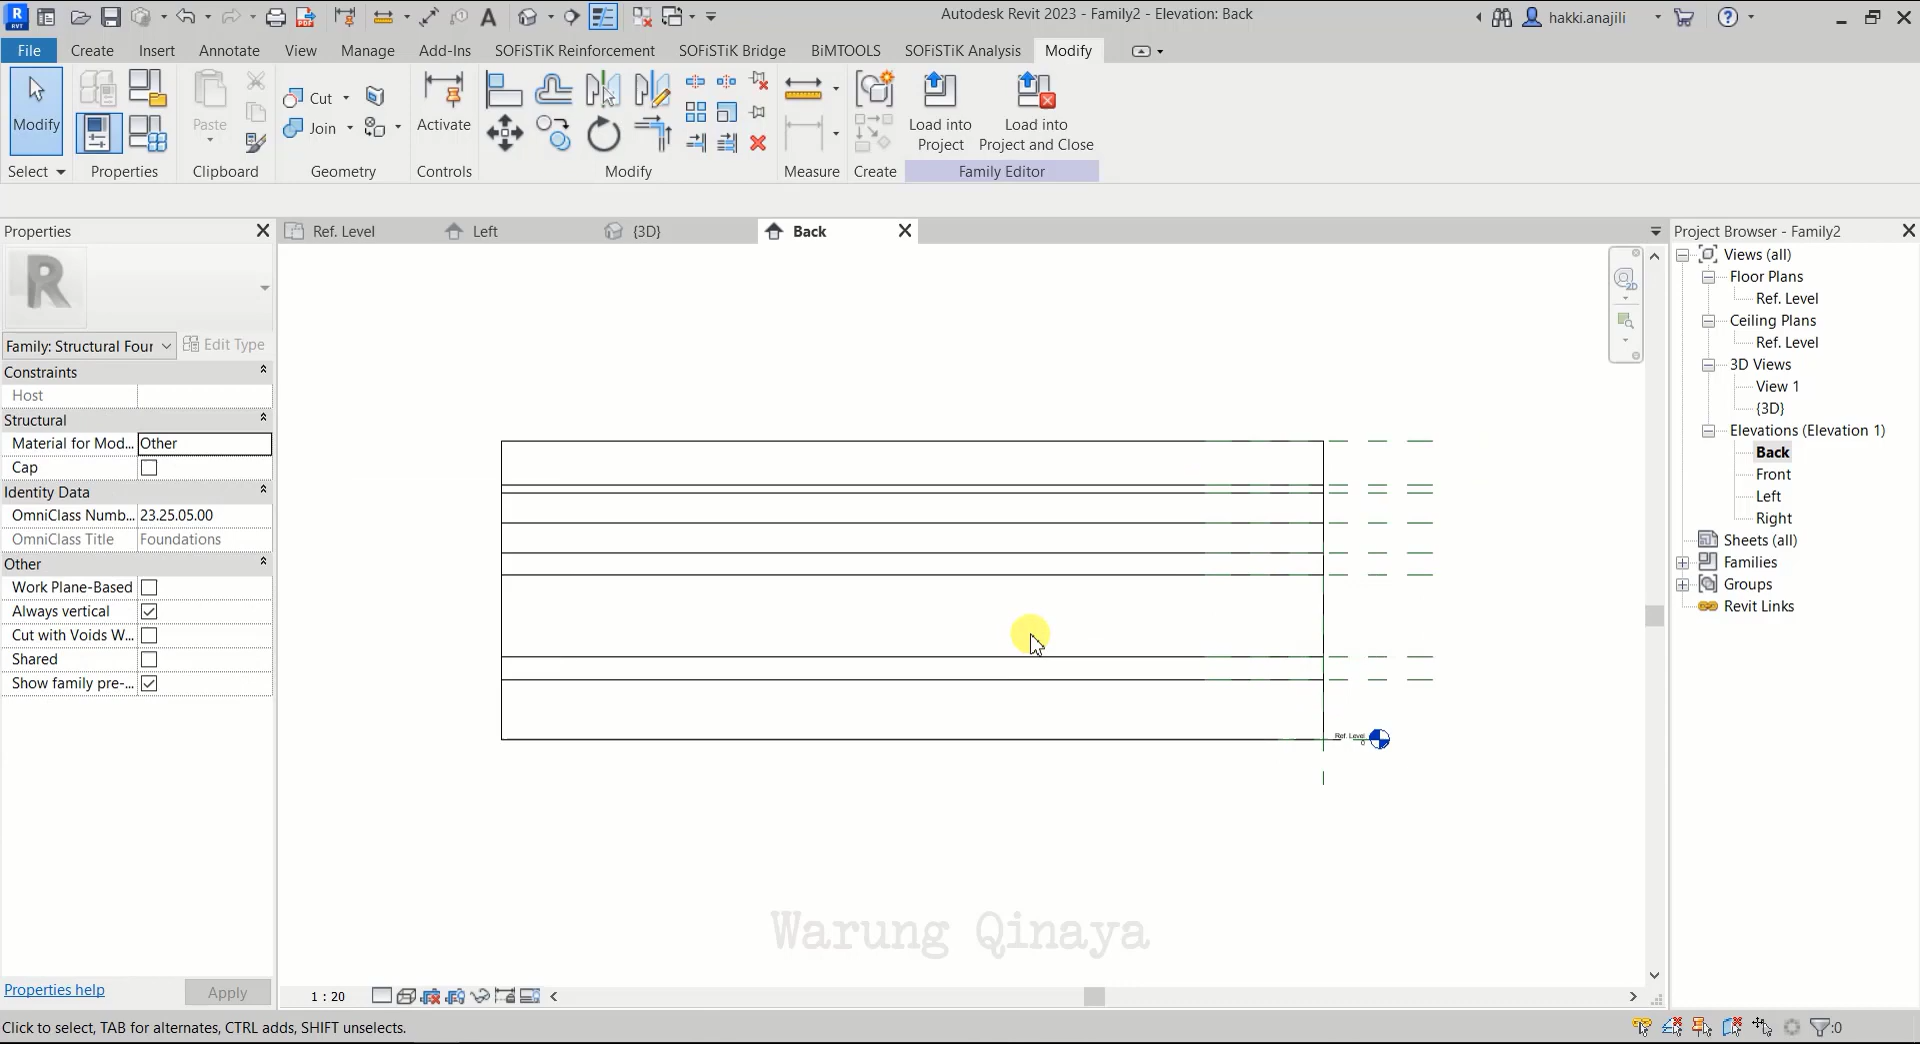 Autodesk Revit 2023 - Family2 - Elevation: Back
hakki.anajili
File Create Insert Annotate View Manage Add-Ins SOFiSTiK Reinforcement SOFiSTiK Bridge BiMTOOLS SOFiSTiK Analysis Modify
Modify
Paste
Cut
Join
Activate
Load into
Project
Load into
Project and Close
Select Properties Clipboard Geometry Controls Modify Measure Create Family Editor
Properties
Ref. Level Left {3D} Back
Project Browser - Family2
R
Family: Structural Four
Edit Type
Constraints
Host
Structural
Material for Mod... Other
Cap
Identity Data
OmniClass Numb... 23.25.05.00
OmniClass Title Foundations
Other
Work Plane-Based
Always vertical
Cut with Voids W...
Shared
Show family pre-...
Properties help
Apply
2D
Ref. Level
0
Warung Qinaya
Views (all)
Floor Plans
Ref. Level
Ceiling Plans
Ref. Level
3D Views
View 1
{3D}
Elevations (Elevation 1)
Back
Front
Left
Right
Sheets (all)
Families
Groups
Revit Links
1 : 20
Click to select, TAB for alternates, CTRL adds, SHIFT unselects.
:0